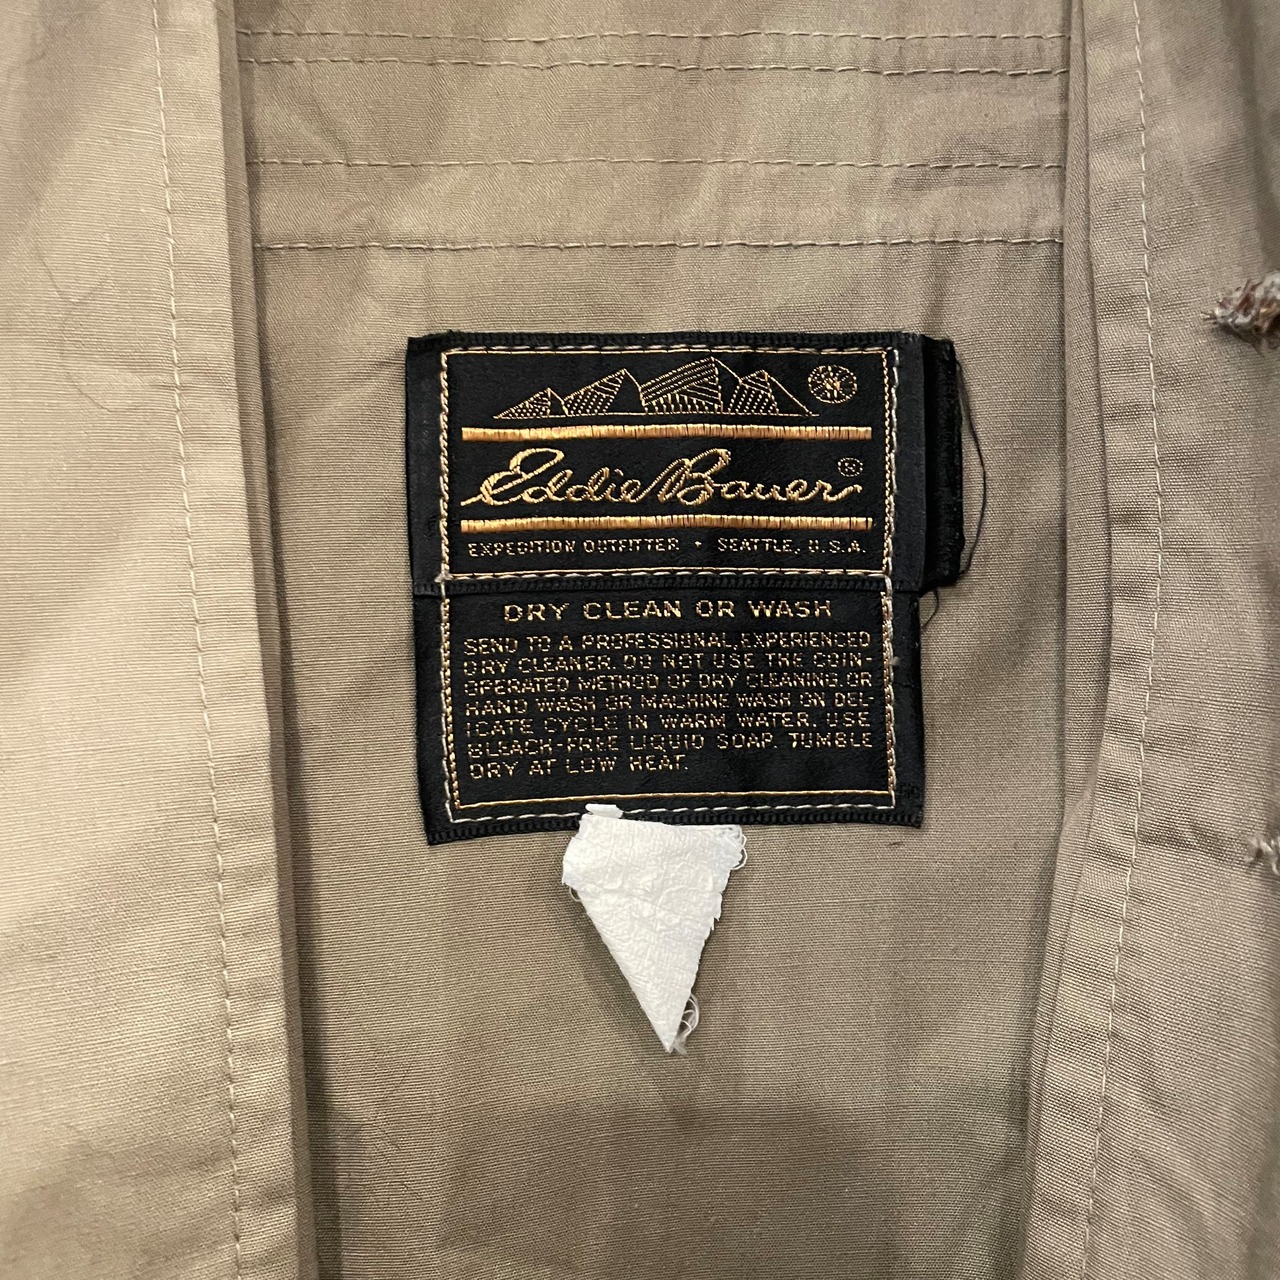 Eddie Bauer ®
EXPEDITION OUTFITTER • SEATTLE, U.S.A.
DRY CLEAN OR WASH
SEND TO A PROFESSIONAL, EXPERIENCED
DRY CLEANER. DO NOT USE THE COIN-
OPERATED METHOD OF DRY CLEANING, OR
HAND WASH OR MACHINE WASH ON DEL-
ICATE CYCLE IN WARM WATER. USE
BLEACH-FREE LIQUID SOAP. TUMBLE
DRY AT LOW HEAT.